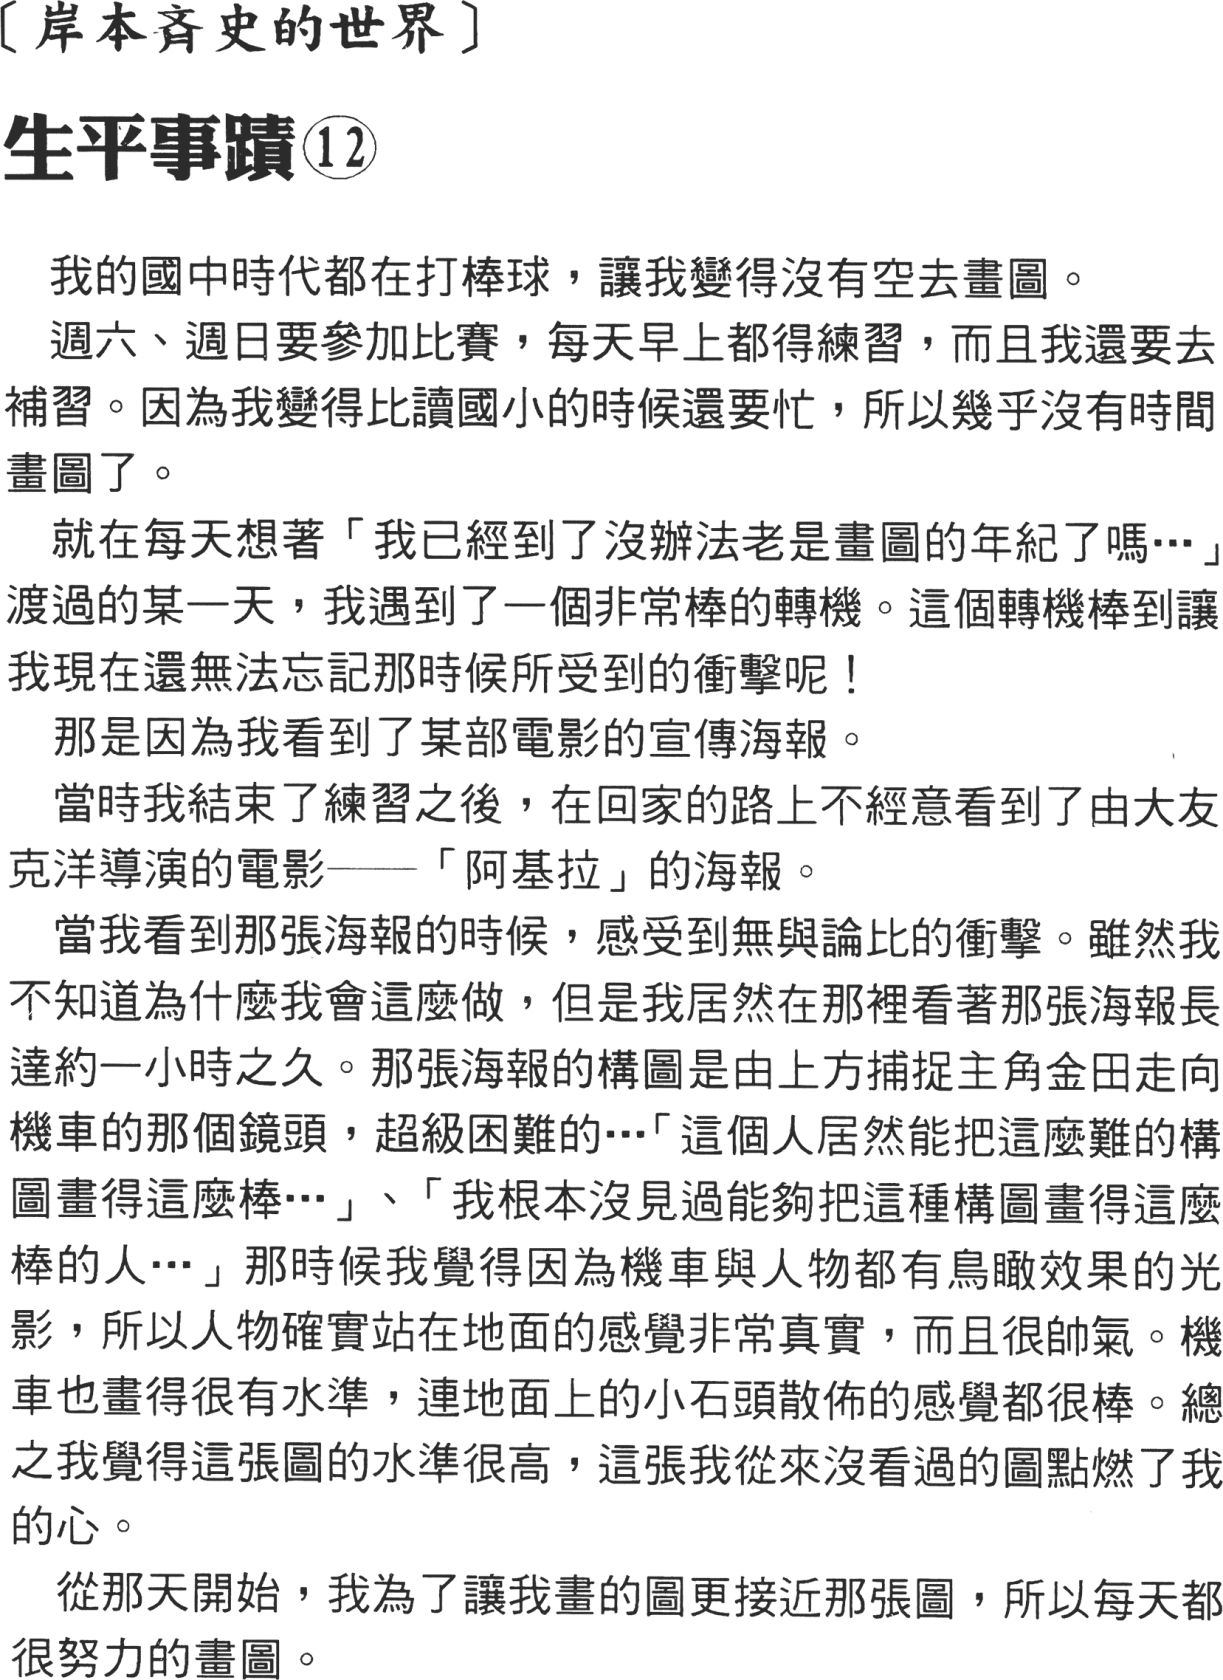 〔岸本斉史的世界〕
生平事蹟⑫
我的國中時代都在打棒球，讓我變得沒有空去畫圖。
週六、週日要參加比賽，每天早上都得練習，而且我還要去
補習。因為我變得比讀國小的時候還要忙，所以幾乎沒有時間
畫圖了。
就在每天想著「我已經到了沒辦法老是畫圖的年紀了嗎…」
渡過的某一天，我遇到了一個非常棒的轉機。這個轉機棒到讓
我現在還無法忘記那時候所受到的衝擊呢！
那是因為我看到了某部電影的宣傳海報。
當時我結束了練習之後，在回家的路上不經意看到了由大友
克洋導演的電影——「阿基拉」的海報。
當我看到那張海報的時候，感受到無與論比的衝擊。雖然我
不知道為什麼我會這麼做，但是我居然在那裡看著那張海報長
達約一小時之久。那張海報的構圖是由上方捕捉主角金田走向
機車的那個鏡頭，超級困難的…「這個人居然能把這麼難的構
圖畫得這麼棒…」、「我根本沒見過能夠把這種構圖畫得這麼
棒的人…」那時候我覺得因為機車與人物都有鳥瞰效果的光
影，所以人物確實站在地面的感覺非常真實，而且很帥氣。機
車也畫得很有水準，連地面上的小石頭散佈的感覺都很棒。總
之我覺得這張圖的水準很高，這張我從來沒看過的圖點燃了我
的心。
從那天開始，我為了讓我畫的圖更接近那張圖，所以每天都
很努力的畫圖。